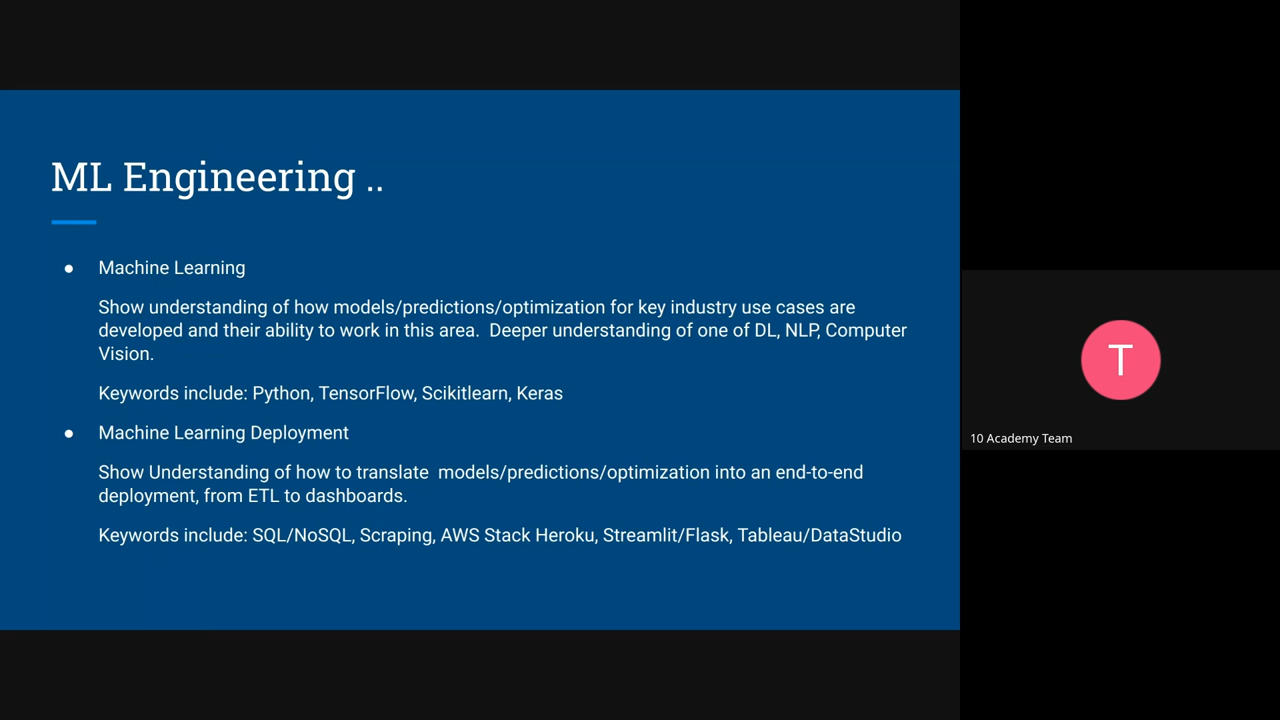 ML Engineering ..
● Machine Learning
Show understanding of how models/predictions/optimization for key industry use cases are
developed and their ability to work in this area.  Deeper understanding of one of DL, NLP, Computer
Vision.
Keywords include: Python, TensorFlow, Scikitlearn, Keras
● Machine Learning Deployment
Show Understanding of how to translate  models/predictions/optimization into an end-to-end
deployment, from ETL to dashboards.
Keywords include: SQL/NoSQL, Scraping, AWS Stack Heroku, Streamlit/Flask, Tableau/DataStudio
T
10 Academy Team